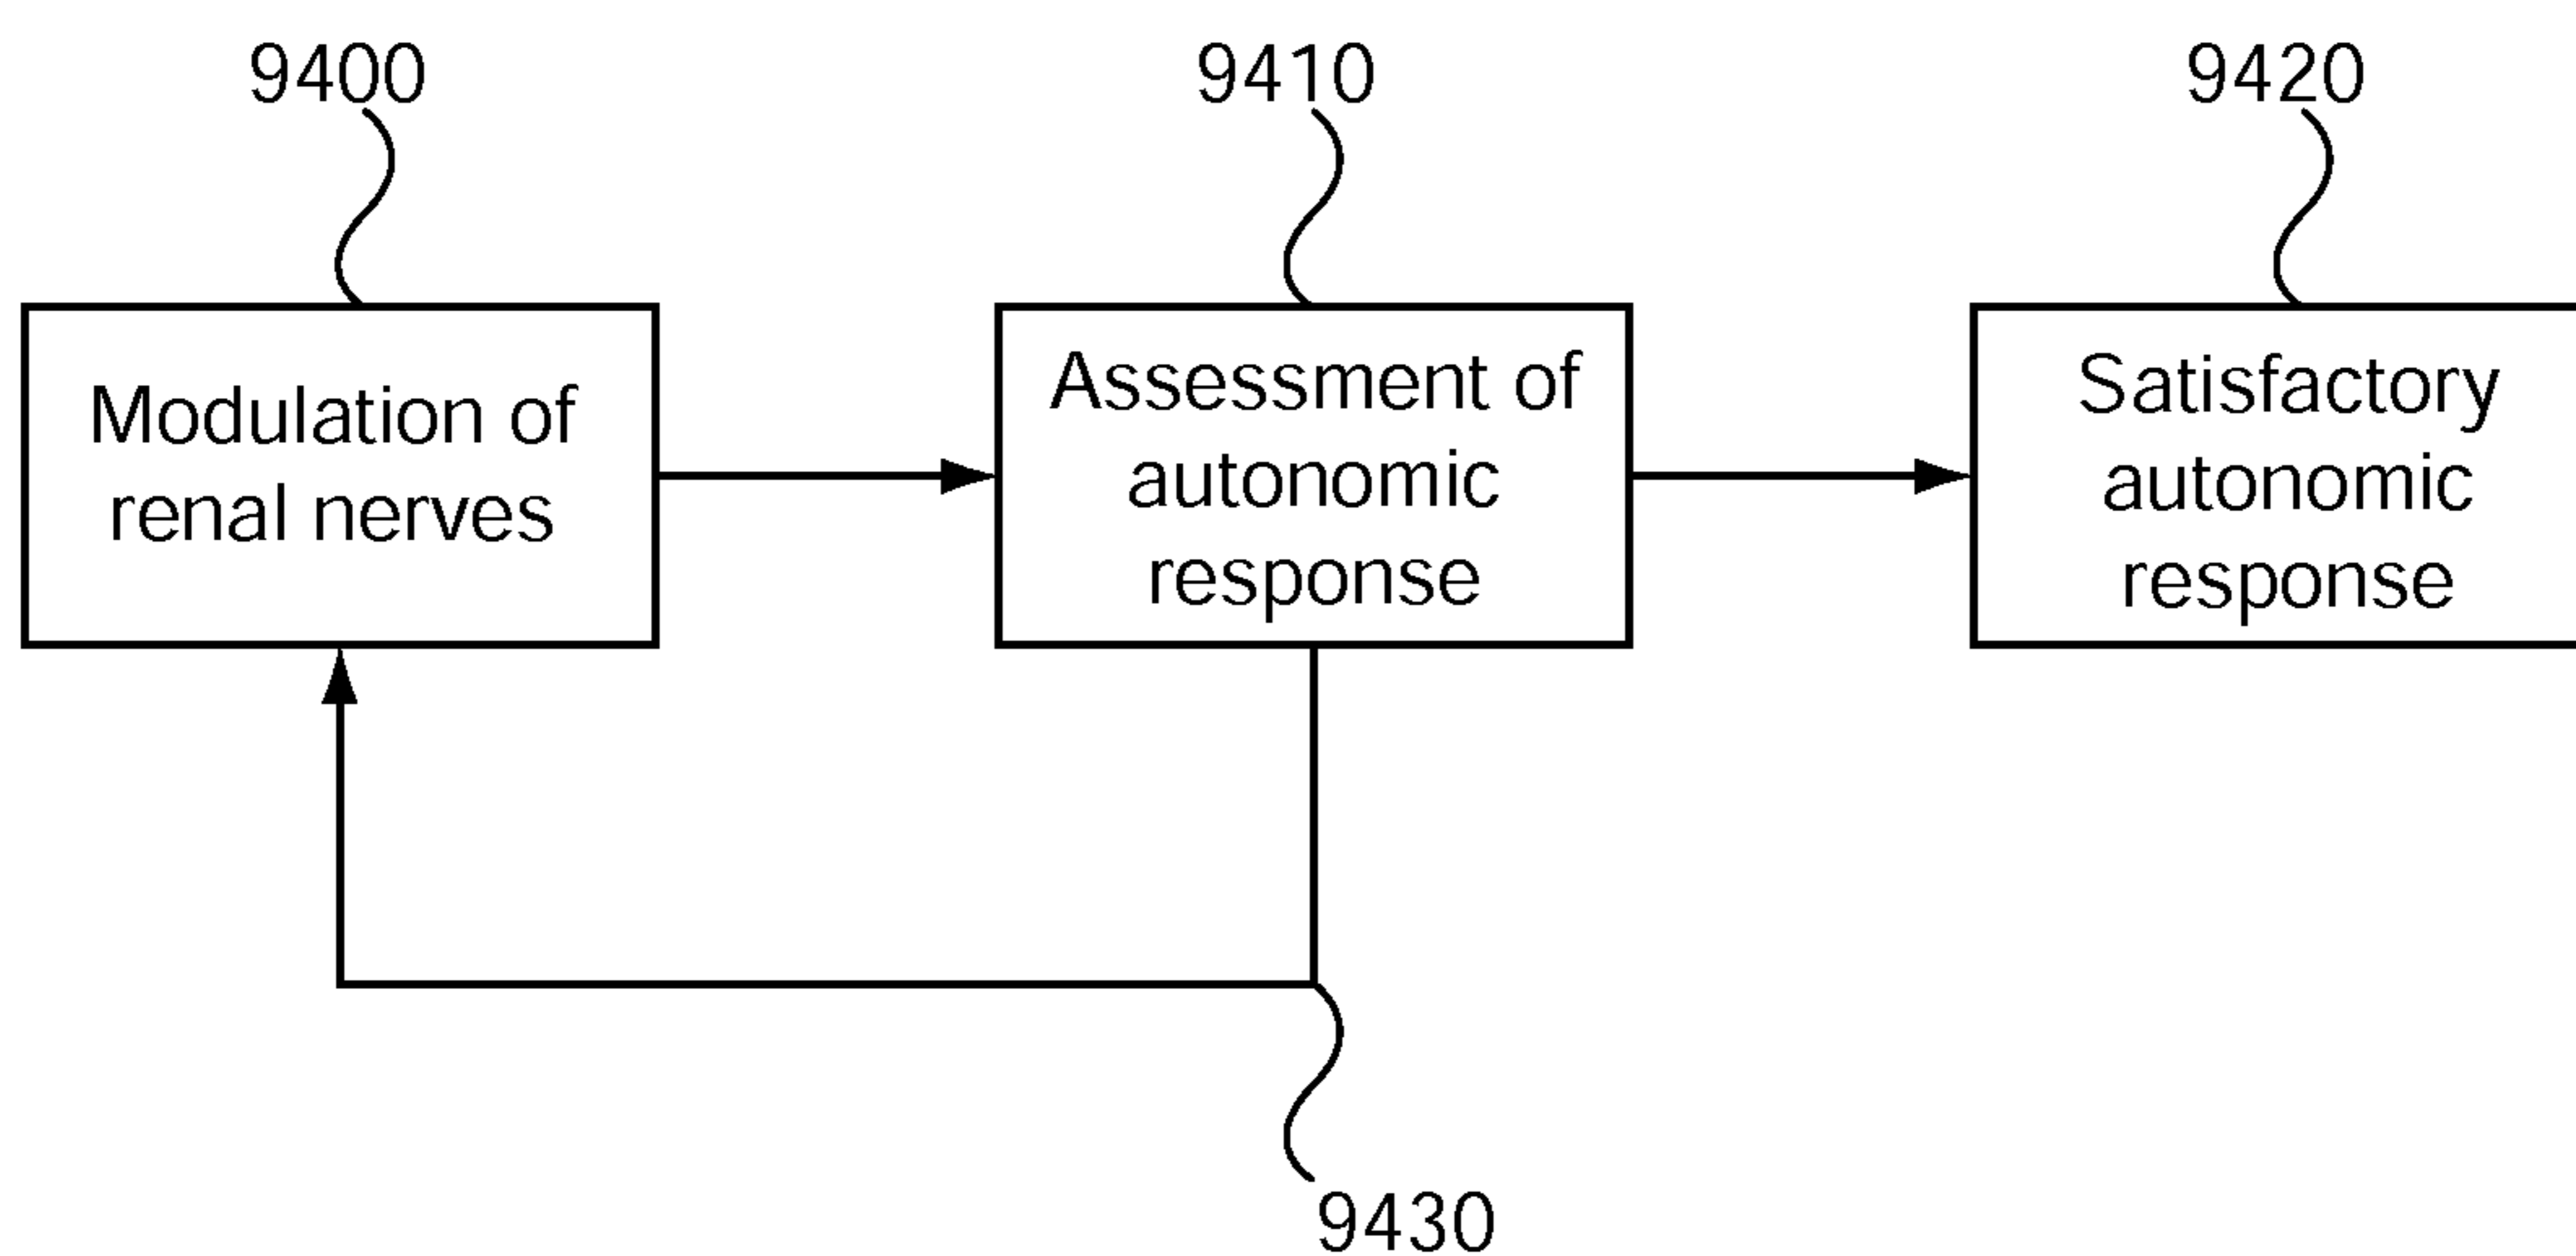 9400
9410
9420
Modulation of
renal nerves
Assessment of
autonomic
response
Satisfactory
autonomic
response
9430